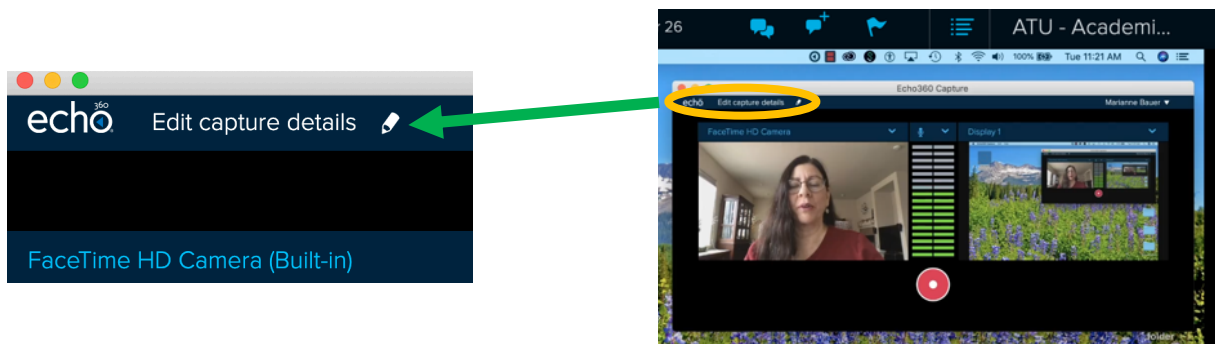 echo360
Edit capture details
FaceTime HD Camera (Built-in)
26
ATU - Academi...
100%
Tue 11:21 AM
Echo360 Capture
echo
Edit capture details
Marianne Bauer
FaceTime HD Camera
Display 1
folder